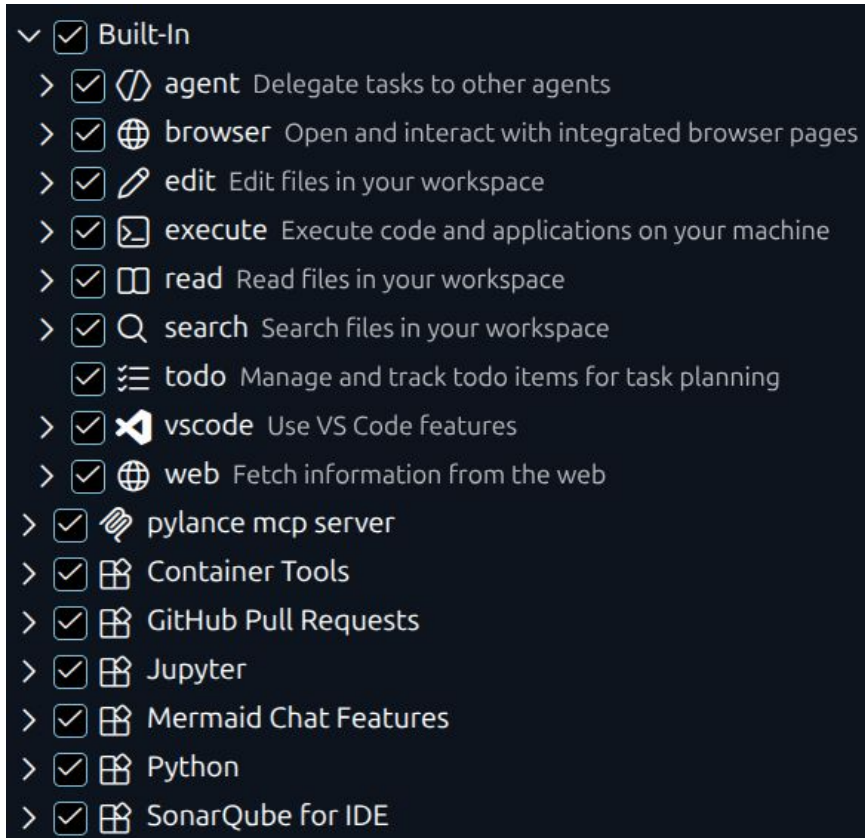 Built-In
agent Delegate tasks to other agents
browser Open and interact with integrated browser pages
edit Edit files in your workspace
execute Execute code and applications on your machine
read Read files in your workspace
search Search files in your workspace
todo Manage and track todo items for task planning
vscode Use VS Code features
web Fetch information from the web
pylance mcp server
Container Tools
GitHub Pull Requests
Jupyter
Mermaid Chat Features
Python
SonarQube for IDE